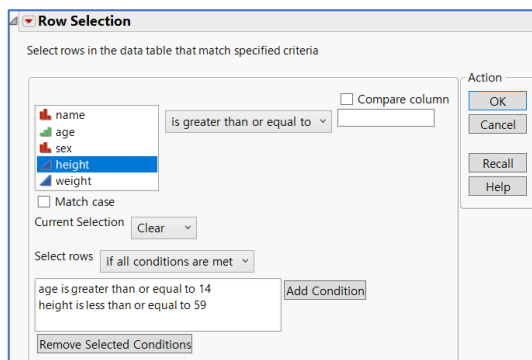 Row Selection
Select rows in the data table that match specified criteria
Action
Compare column
name
age
sex
height
weight
is greater than or equal to
OK
Cancel
Recall
Help
Match case
Current Selection Clear
Select rows if all conditions are met
age is greater than or equal to 14
height is less than or equal to 59
Add Condition
Remove Selected Conditions